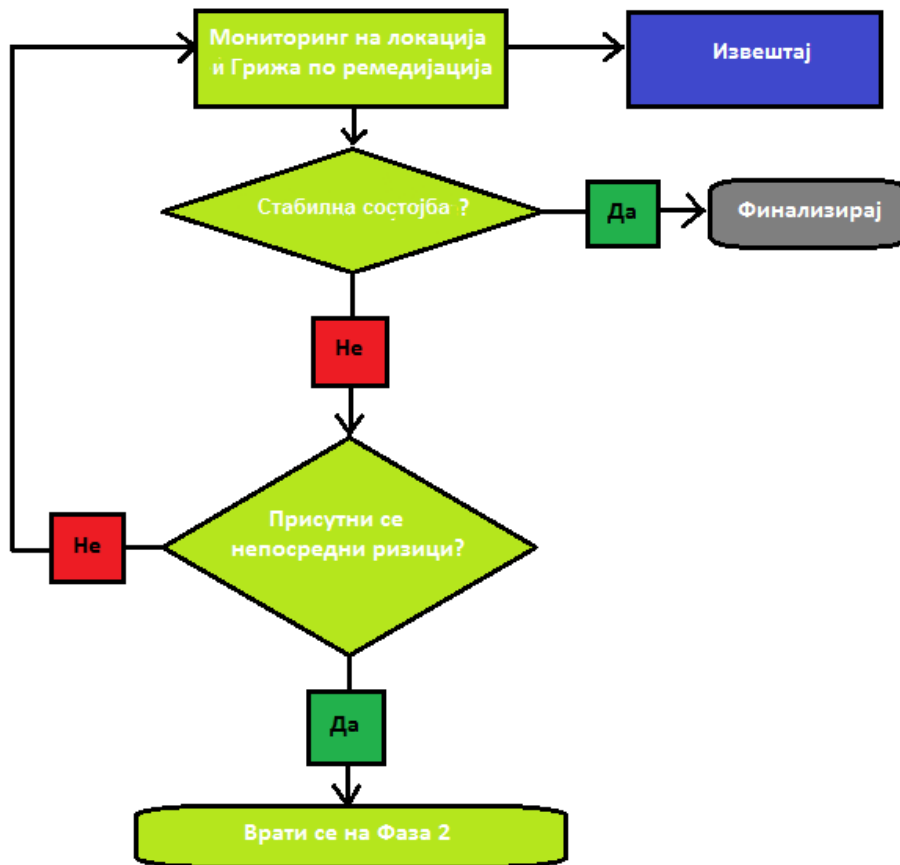 Мониторинг на локација
и Грижа по ремедијација
Извештај
Стабилна состојба ?
Да
Финализирај
Не
Присутни се
непосредни ризици?
Не
Да
Врати се на Фаза 2